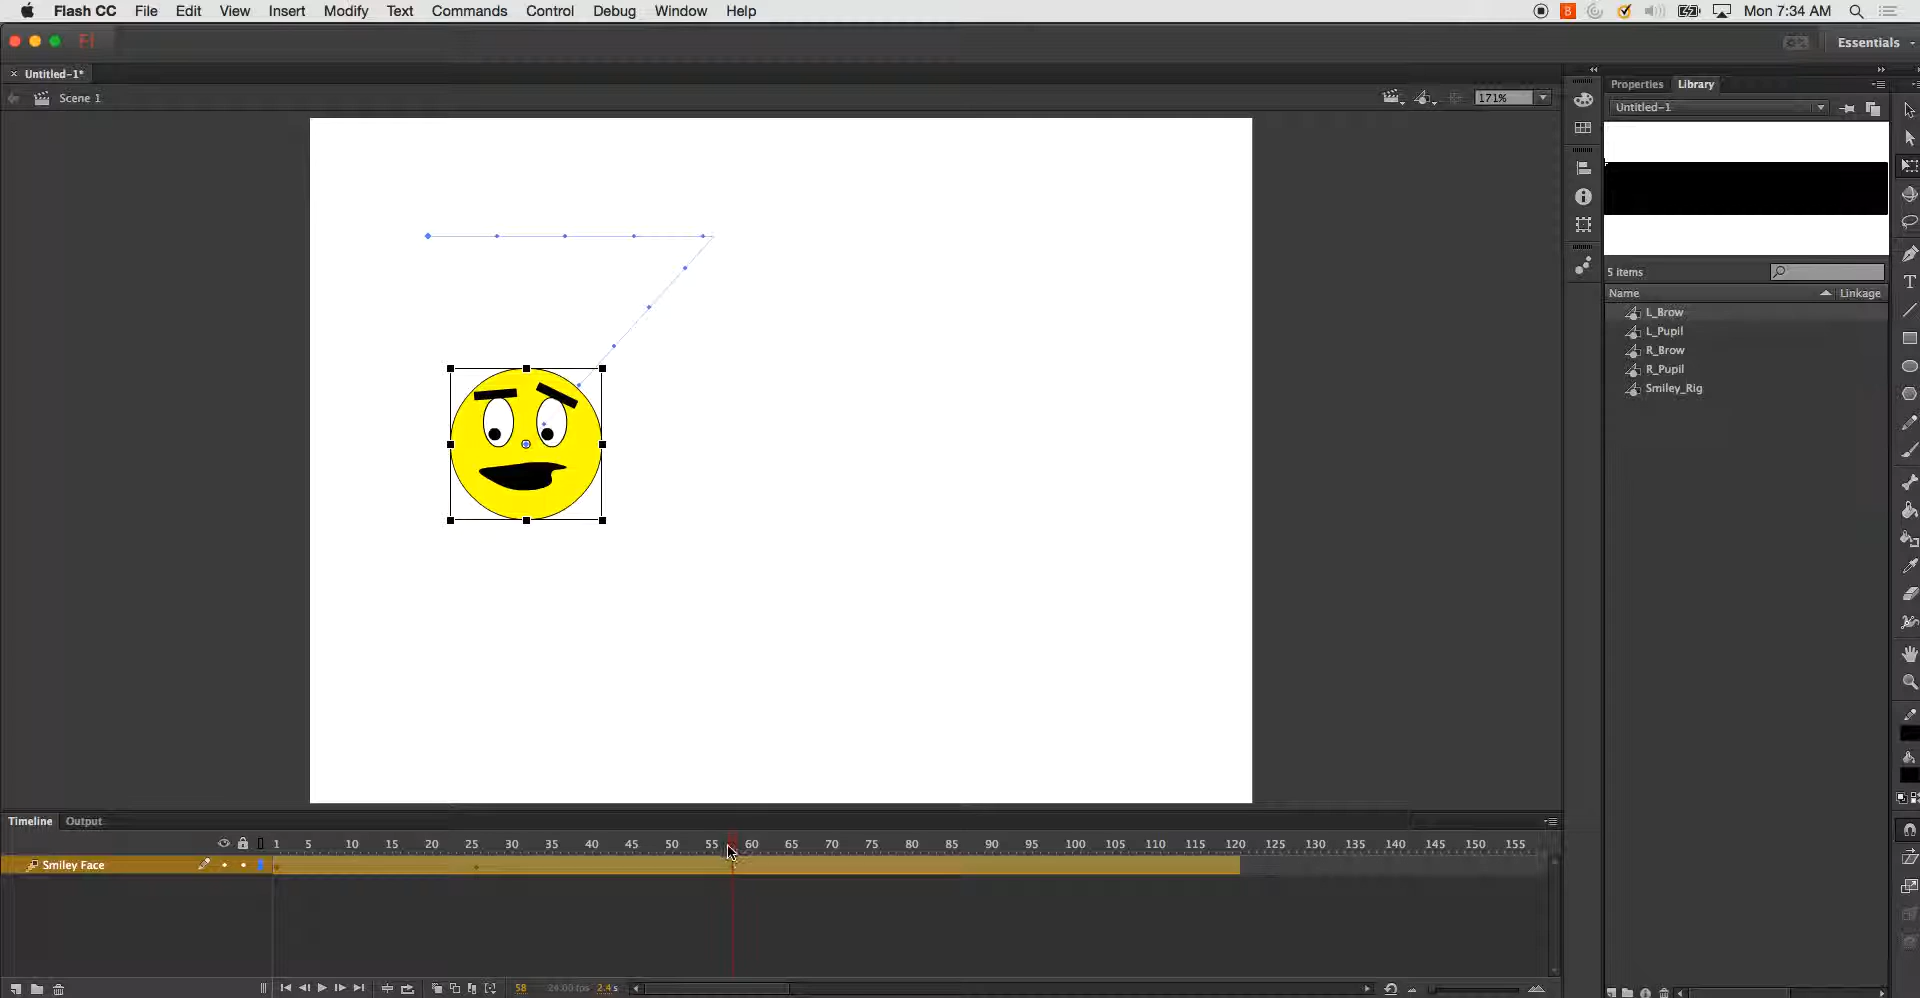 Flash CC File Edit View Insert Modify Text Commands Control Debug Window Help 8 Mon 7:34 AM
Fl Essentials
Untitled-1*
Scene 1 171%
Properties Library
Untitled-1
5 items
Name Linkage
L_Brow
L_Pupil
R_Brow
R_Pupil
Smiley_Rig
T
Timeline Output
1 5 10 15 20 25 30 35 40 45 50 55 60 65 70 75 80 85 90 95 100 105 110 115 120 125 130 135 140 145 150 155
Smiley Face
58 24.00 fps 2.4 s